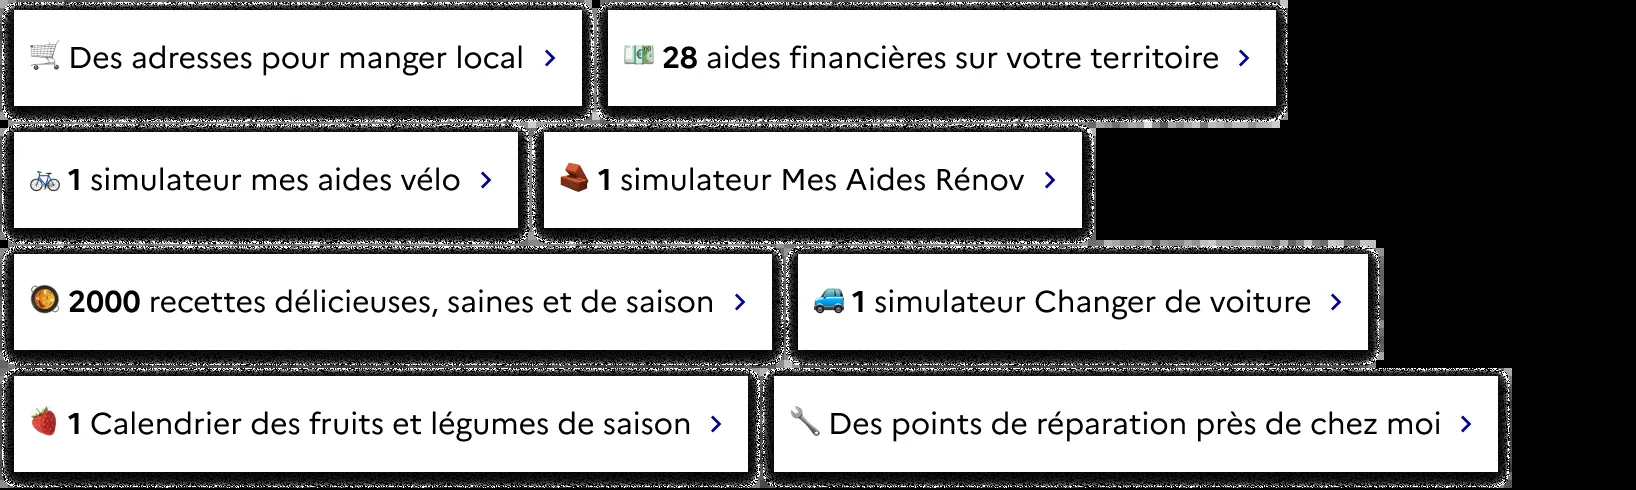 Des adresses pour manger local
28 aides financières sur votre territoire
1 simulateur mes aides vélo
1 simulateur Mes Aides Rénov
2000 recettes délicieuses, saines et de saison
1 simulateur Changer de voiture
1 Calendrier des fruits et légumes de saison
Des points de réparation près de chez moi